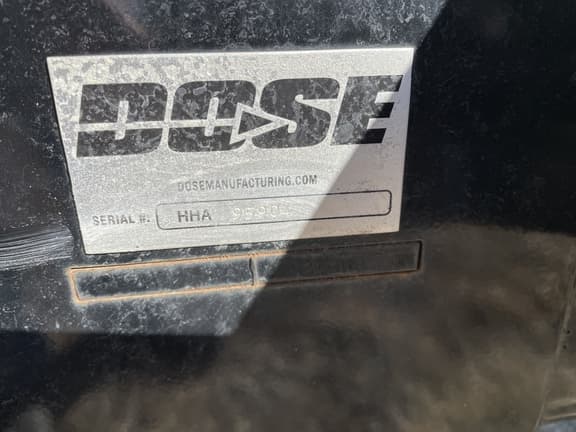 DOSE
DOSEMANUFACTURING.COM
SERIAL #: HHA